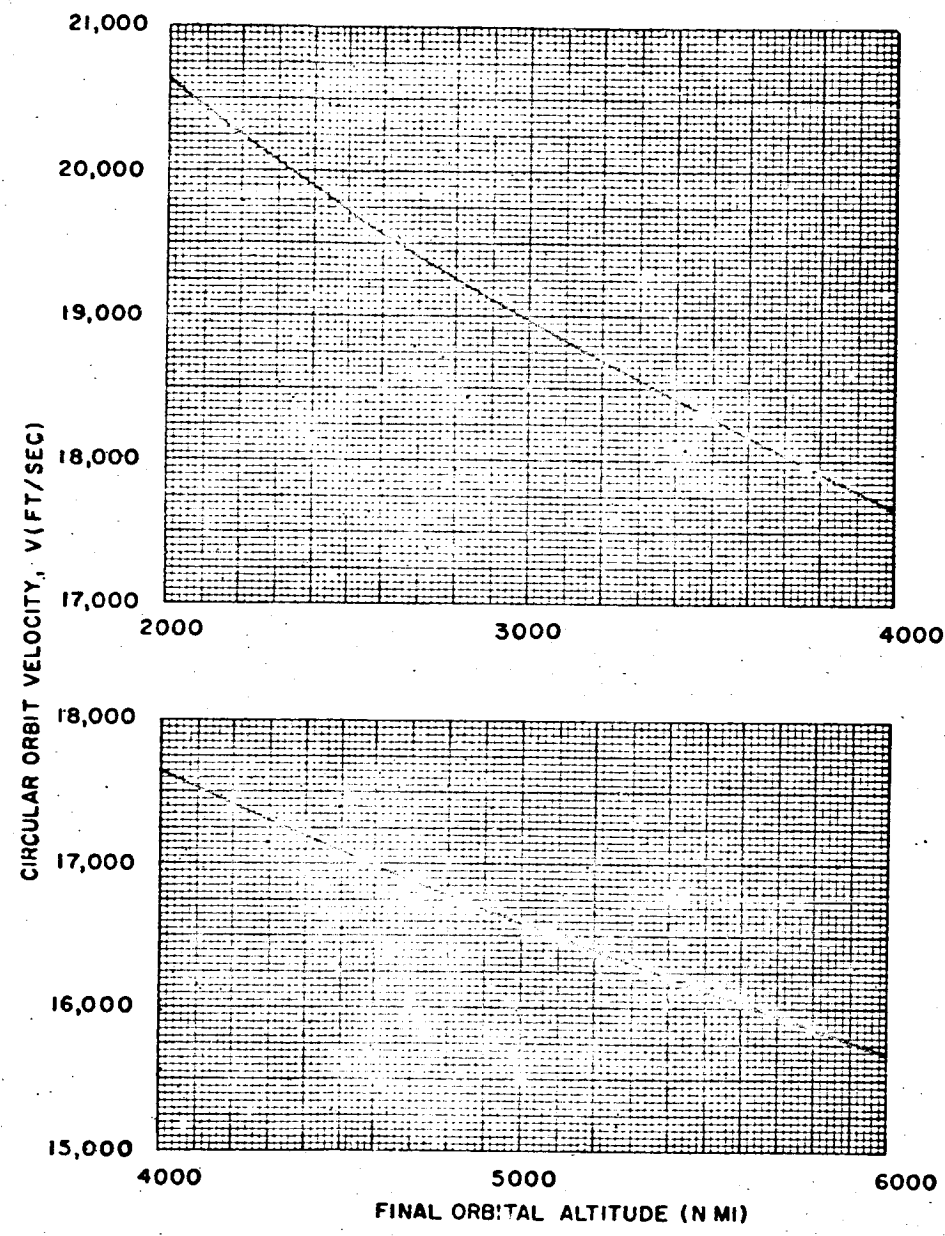 21,000
20,000
19,000
18,000
17,000
2000 3000 4000
CIRCULAR ORBIT VELOCITY, V (FT/SEC)
18,000
17,000
16,000
15,000
4000 5000 6000
FINAL ORBITAL ALTITUDE (N MI)